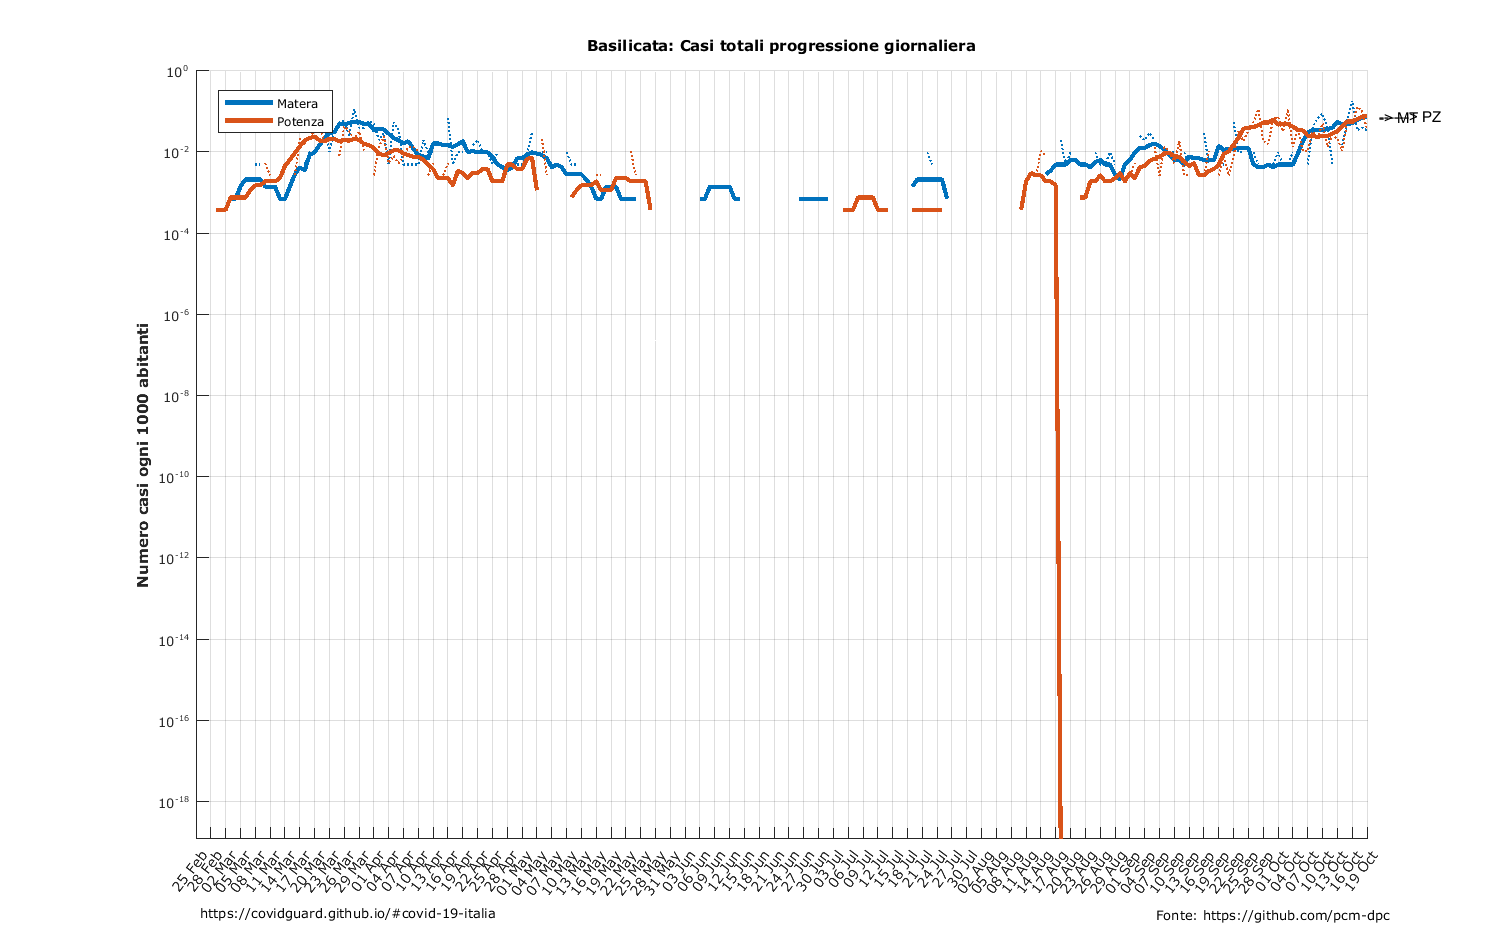 Basilicata: Casi totali progressione giornaliera
Numero casi ogni 1000 abitanti
10^0
10^-2
10^-4
10^-6
10^-8
10^-10
10^-12
10^-14
10^-16
10^-18
Matera
Potenza
-> MT
-> PZ
25 Feb
28 Feb
02 Mar
05 Mar
08 Mar
11 Mar
14 Mar
17 Mar
20 Mar
23 Mar
26 Mar
29 Mar
01 Apr
04 Apr
07 Apr
10 Apr
13 Apr
16 Apr
19 Apr
22 Apr
25 Apr
28 Apr
01 May
04 May
07 May
10 May
13 May
16 May
19 May
22 May
25 May
28 May
31 May
03 Jun
06 Jun
09 Jun
12 Jun
15 Jun
18 Jun
21 Jun
24 Jun
27 Jun
30 Jun
03 Jul
06 Jul
09 Jul
12 Jul
15 Jul
18 Jul
21 Jul
24 Jul
27 Jul
30 Jul
02 Aug
05 Aug
08 Aug
11 Aug
14 Aug
17 Aug
20 Aug
23 Aug
26 Aug
29 Aug
01 Sep
04 Sep
07 Sep
10 Sep
13 Sep
16 Sep
19 Sep
22 Sep
25 Sep
28 Sep
01 Oct
04 Oct
07 Oct
10 Oct
13 Oct
16 Oct
19 Oct
https://covidguard.github.io/#covid-19-italia
Fonte: https://github.com/pcm-dpc